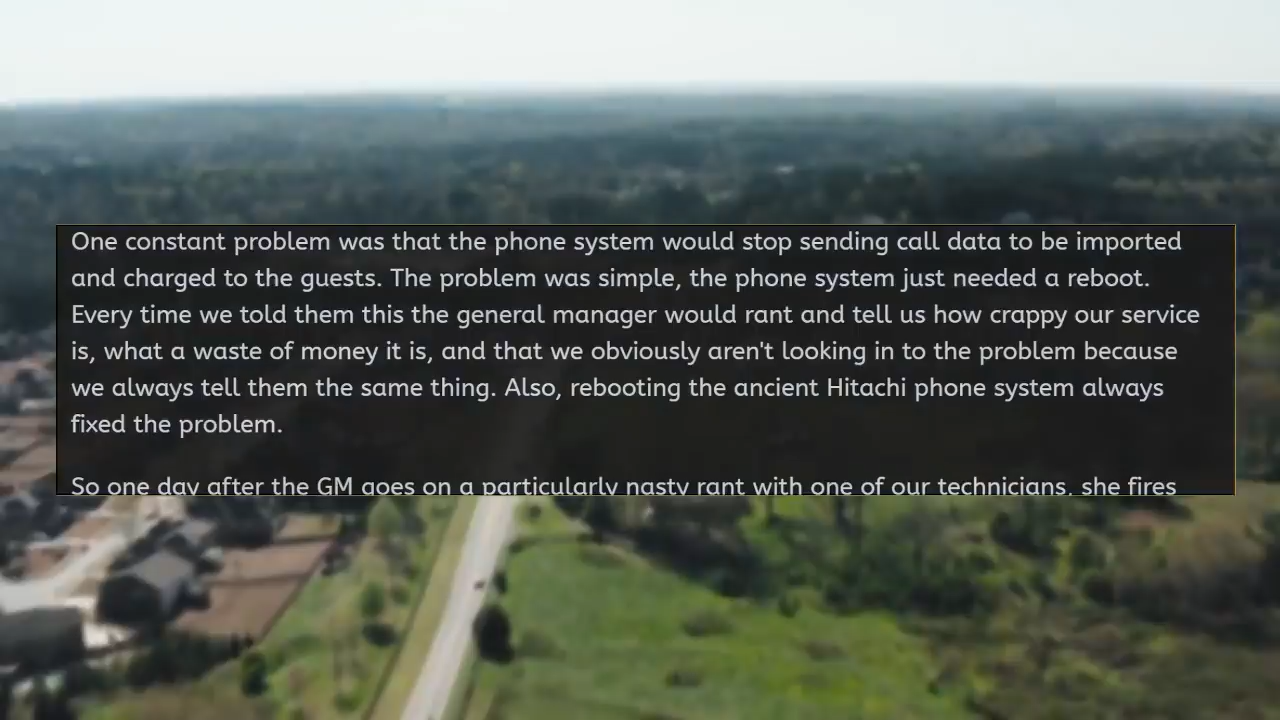 One constant problem was that the phone system would stop sending call data to be imported
and charged to the guests. The problem was simple, the phone system just needed a reboot.
Every time we told them this the general manager would rant and tell us how crappy our service
is, what a waste of money it is, and that we obviously aren't looking in to the problem because
we always tell them the same thing. Also, rebooting the ancient Hitachi phone system always
fixed the problem.
So one day after the GM goes on a particularly nasty rant with one of our technicians, she fires